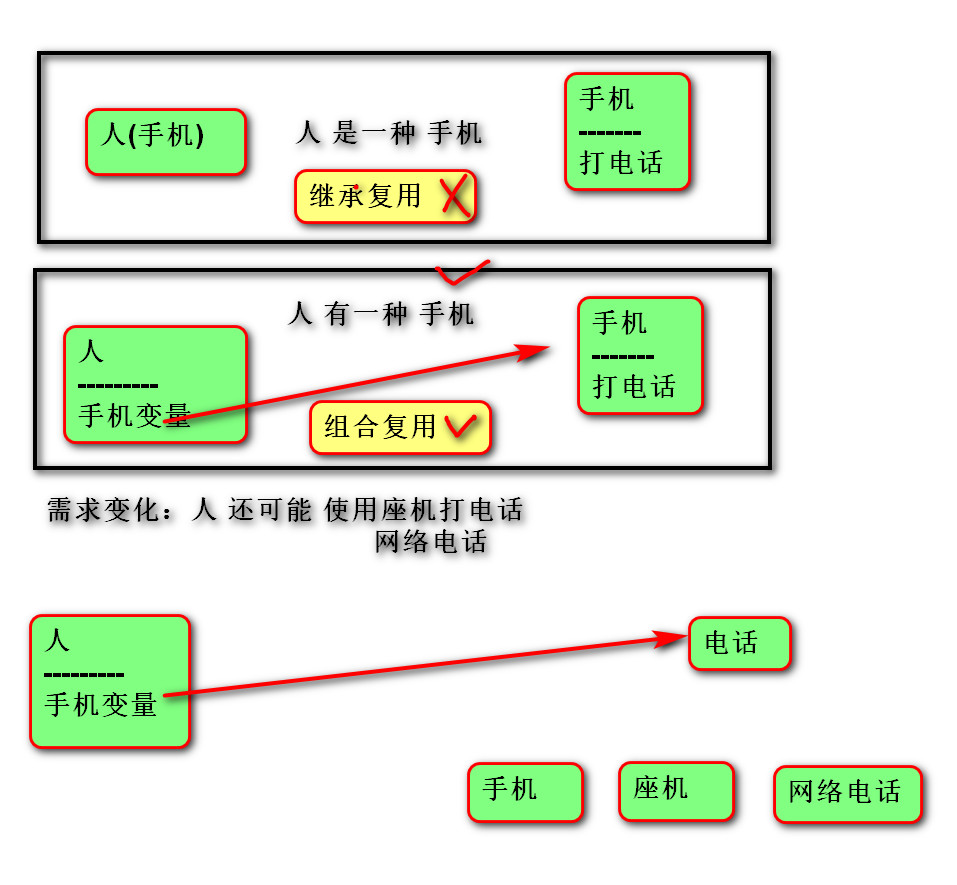 人(手机)
人 是一种 手机
继承复用
手机
-------
打电话
人 有一种 手机
人
---------
手机变量
组合复用
手机
-------
打电话
需求变化：人 还可能 使用座机打电话
网络电话
人
---------
手机变量
电话
手机
座机
网络电话